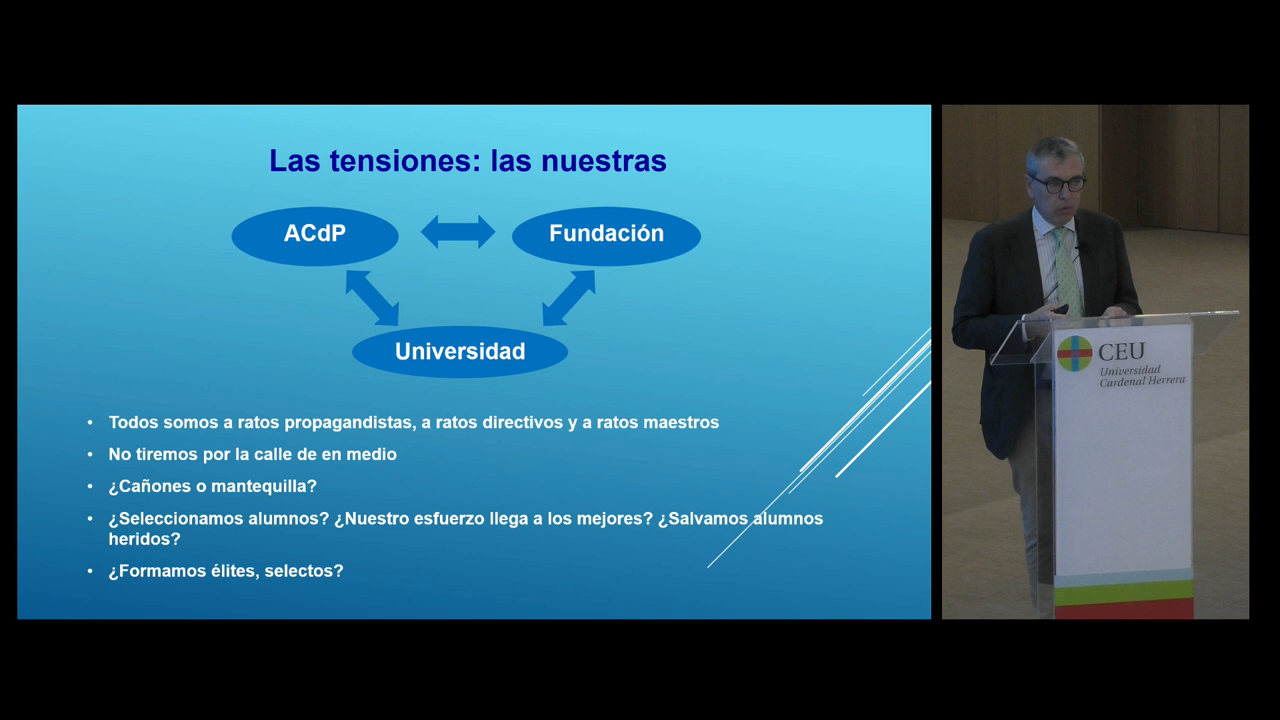 Las tensiones: las nuestras
ACdP
Fundación
Universidad
• Todos somos a ratos propagandistas, a ratos directivos y a ratos maestros
• No tiremos por la calle de en medio
• ¿Cañones o mantequilla?
• ¿Seleccionamos alumnos? ¿Nuestro esfuerzo llega a los mejores? ¿Salvamos alumnos
heridos?
• ¿Formamos élites, selectos?
CEU
Universidad
Cardenal Herrera